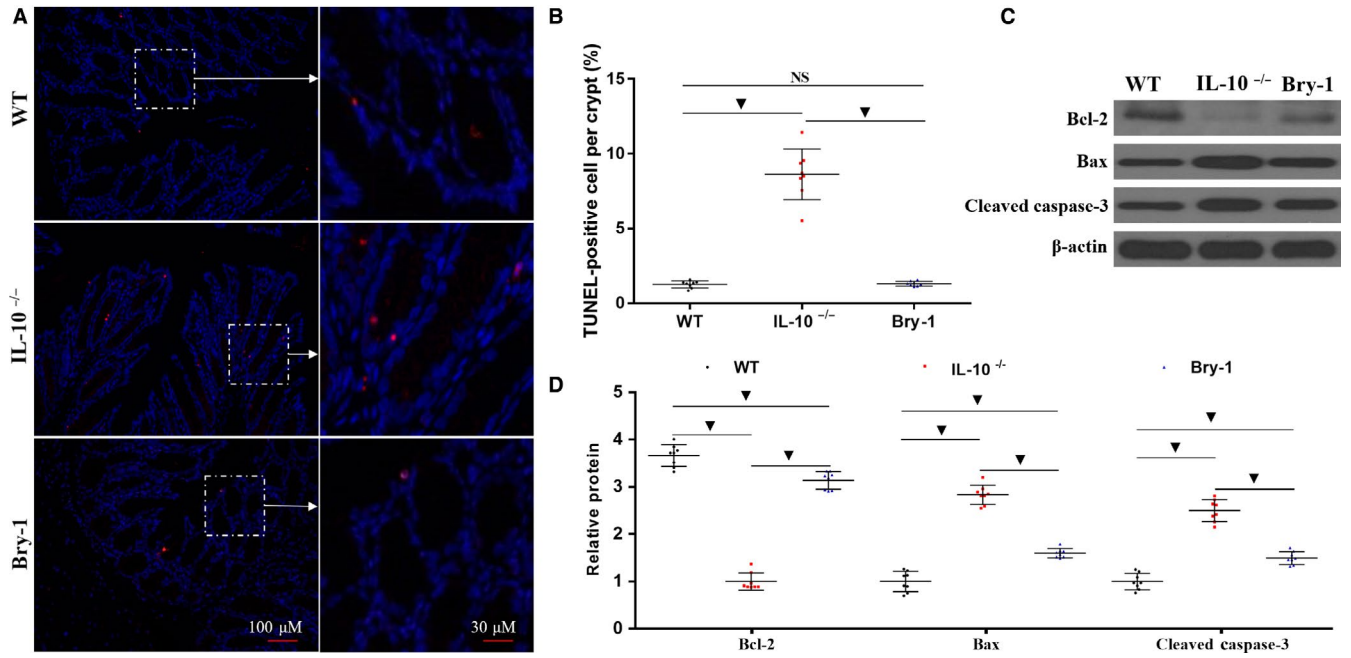 A
WT
IL-10 −/−
Bry-1
100 µM
30 µM
B
TUNEL-positive cell per crypt (%)
15
10
5
0
NS
WT
IL-10 −/−
Bry-1
C
WT
IL-10 −/−
Bry-1
Bcl-2
Bax
Cleaved caspase-3
β-actin
D
WT
IL-10 -/-
Bry-1
Relative protein
5
4
3
2
1
0
Bcl-2
Bax
Cleaved caspase-3